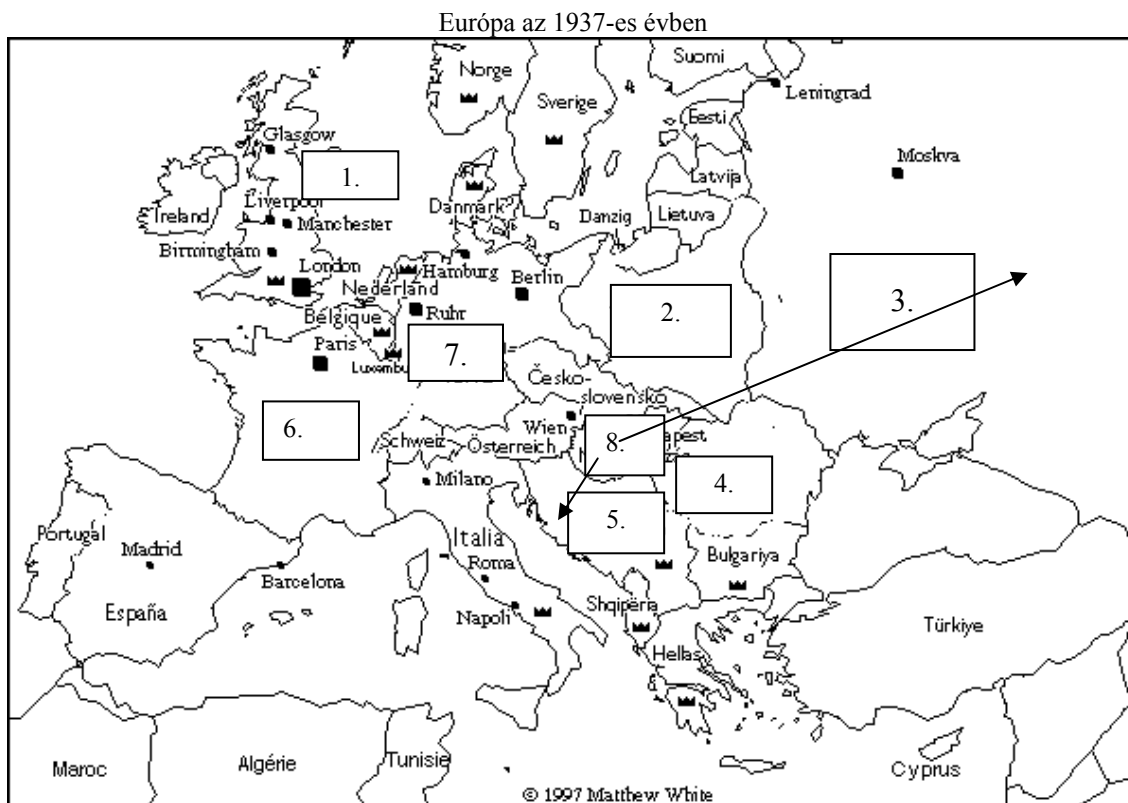 Európa az 1937-es évben
Norge
Suomi
Sverige
Leningrad
Eesti
Glasgow
1.
Moskva
Latvija
Ireland
Liverpool
Manchester
Danmark
Danzig
Lietuva
Birmingham
London
Hamburg
Berlin
Nederland
Ruhr
2.
3.
Belgique
Paris
7.
Česko-
slovensko
6.
Wien
8.
Schweiz
Österreich
Milano
4.
5.
Portugal
Italia
Bulgariya
Madrid
Barcelona
Roma
España
Napoli
Shqipëria
Türkiye
Hellas
Maroc
Algérie
Tunisie
Cyprus
© 1997 Matthew White